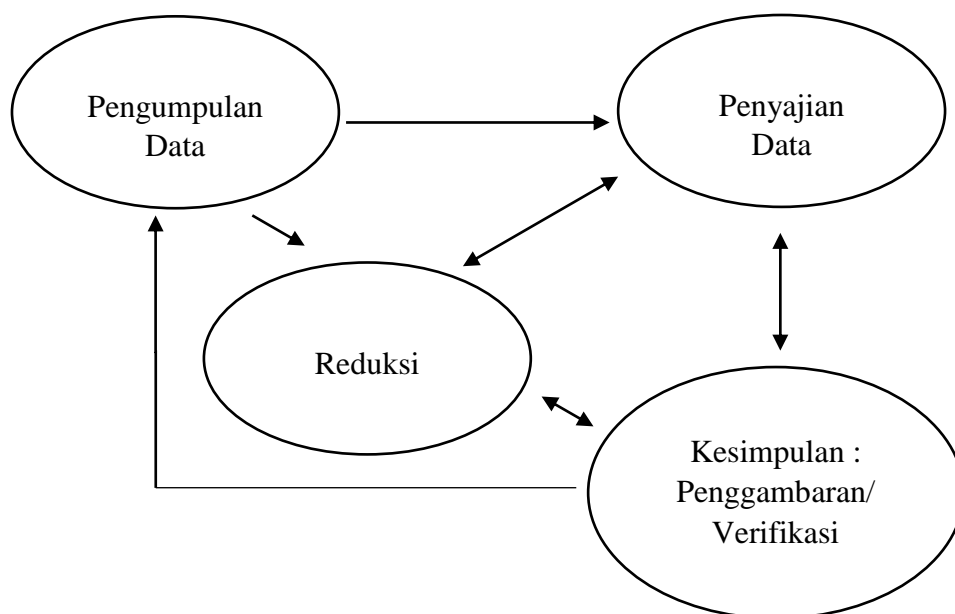 Pengumpulan
Data
Penyajian
Data
Reduksi
Kesimpulan :
Penggambaran/
Verifikasi